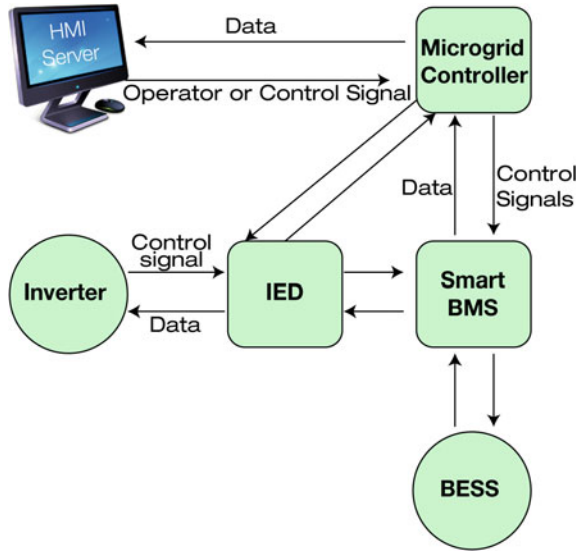 HMI
Server
Data
Microgrid
Controller
Operator or Control Signal
Data
Control
Signals
Control
signal
Inverter
IED
Smart
BMS
Data
BESS